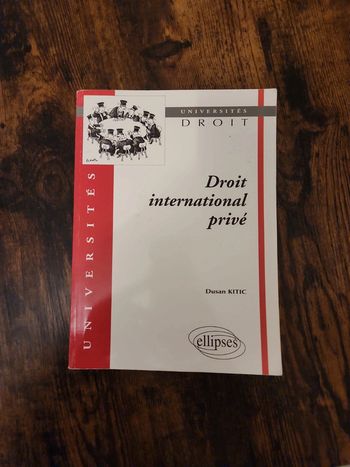 UNIVERSITÉS
DROIT
Droit
international
privé
Dusan KITIC
ellipses
UNIVERSITÉS